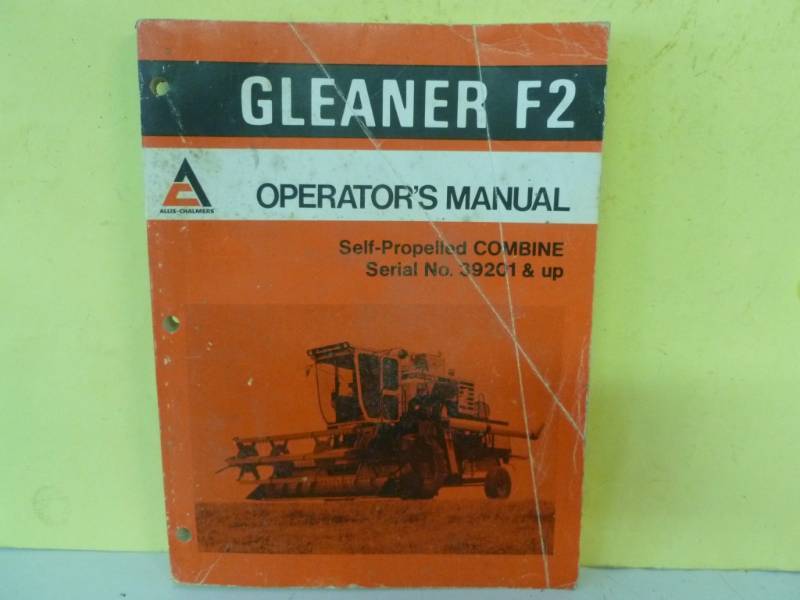 GLEANER F2
ALLIS-CHALMERS
OPERATOR'S MANUAL
Self-Propelled COMBINE
Serial No. 39201 & up